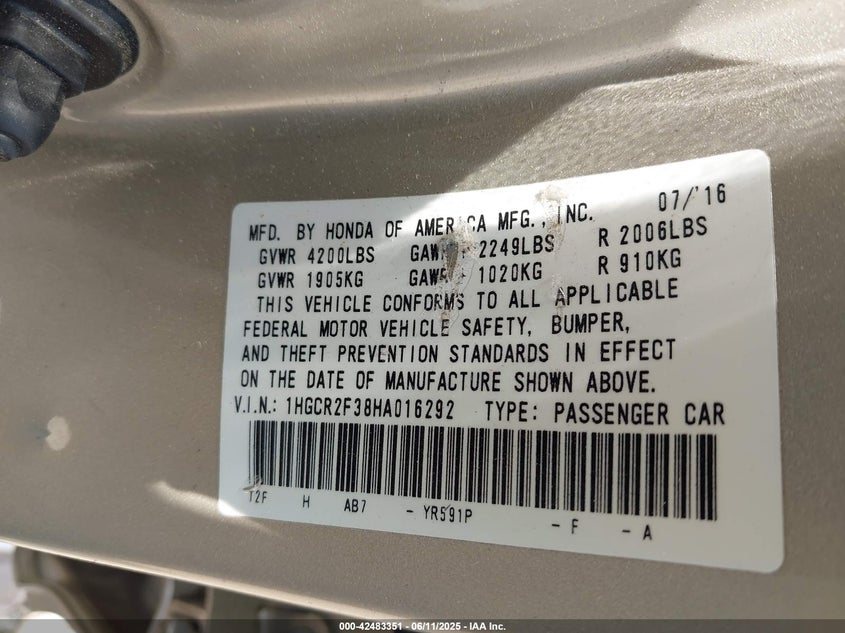 07/'16
MFD. BY HONDA OF AMERICA MFG., INC.
GVWR 4200LBS GAWR F 2249LBS R 2006LBS
GVWR 1905KG GAWR F 1020KG R 910KG
THIS VEHICLE CONFORMS TO ALL APPLICABLE
FEDERAL MOTOR VEHICLE SAFETY, BUMPER,
AND THEFT PREVENTION STANDARDS IN EFFECT
ON THE DATE OF MANUFACTURE SHOWN ABOVE.
V.I.N.: 1HGCR2F38HA016292 TYPE: PASSENGER CAR
T2F H AB7 - YR591P - F - A
000-42483351 - 06/11/2025 - IAA Inc.